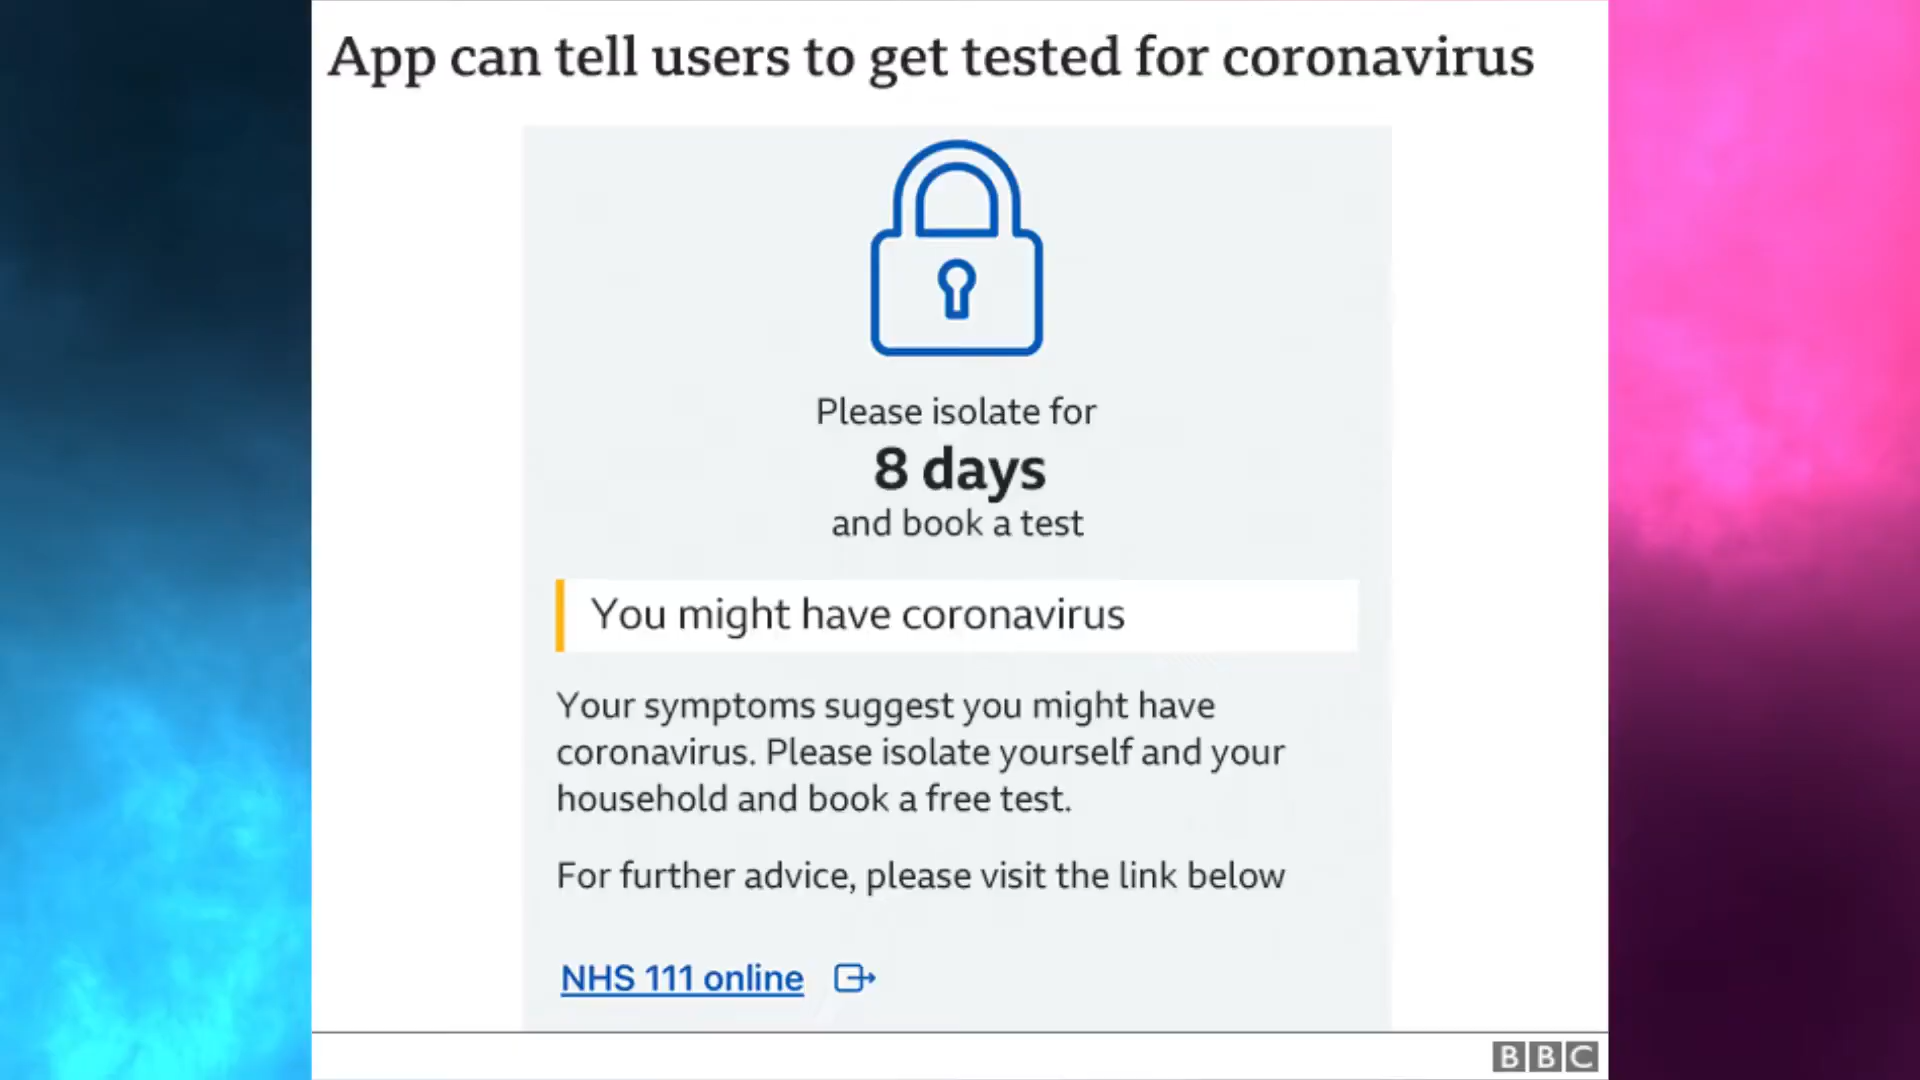 App can tell users to get tested for coronavirus
Please isolate for
8 days
and book a test
You might have coronavirus
Your symptoms suggest you might have
coronavirus. Please isolate yourself and your
household and book a free test.
For further advice, please visit the link below
NHS 111 online
BBC